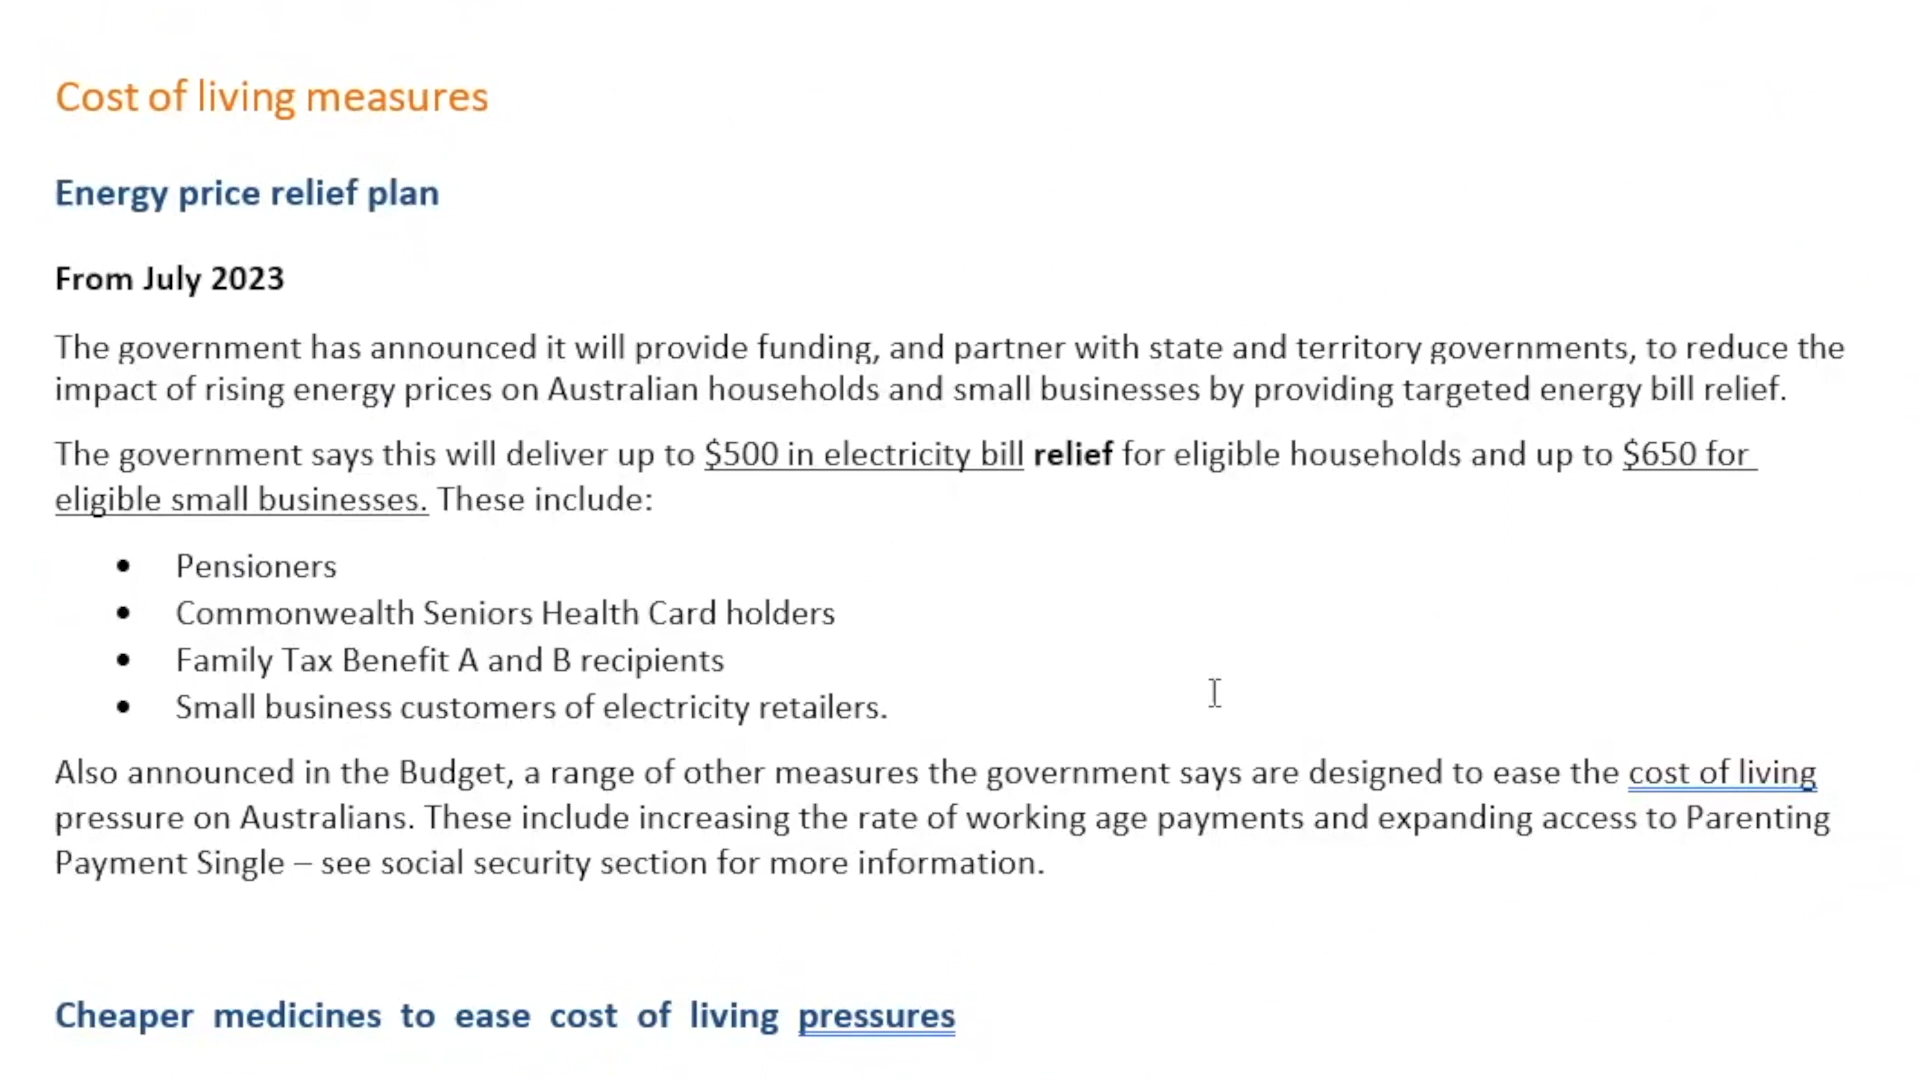 Cost of living measures
Energy price relief plan
From July 2023
The government has announced it will provide funding, and partner with state and territory governments, to reduce the
impact of rising energy prices on Australian households and small businesses by providing targeted energy bill relief.
The government says this will deliver up to $500 in electricity bill relief for eligible households and up to $650 for
eligible small businesses. These include:
• Pensioners
• Commonwealth Seniors Health Card holders
• Family Tax Benefit A and B recipients
• Small business customers of electricity retailers.
Also announced in the Budget, a range of other measures the government says are designed to ease the cost of living
pressure on Australians. These include increasing the rate of working age payments and expanding access to Parenting
Payment Single – see social security section for more information.
Cheaper medicines to ease cost of living pressures